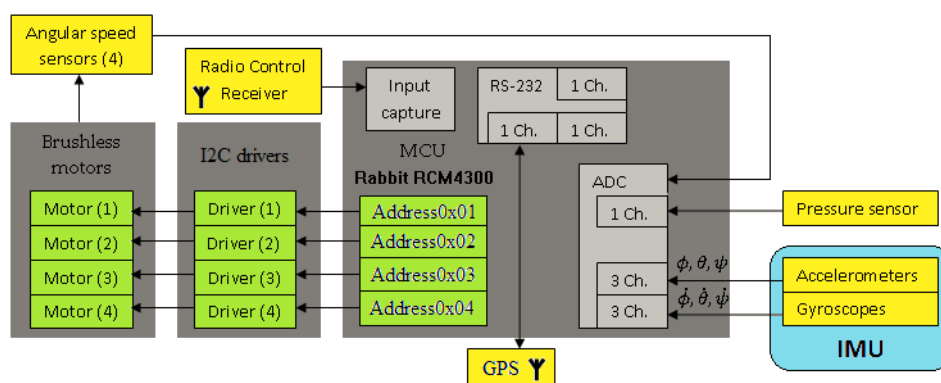 Angular speed
sensors (4)
Radio Control
Receiver
Input
capture
RS-232
1 Ch.
1 Ch.
1 Ch.
MCU
Rabbit RCM4300
Brushless
motors
I2C drivers
ADC
1 Ch.
Pressure sensor
Motor (1)
Driver (1)
Address0x01
Motor (2)
Driver (2)
Address0x02
Motor (3)
Driver (3)
Address0x03
Motor (4)
Driver (4)
Address0x04
3 Ch.
ϕ, θ, ψ
Accelerometers
3 Ch.
ϕ̇, θ̇, ψ̇
Gyroscopes
IMU
GPS